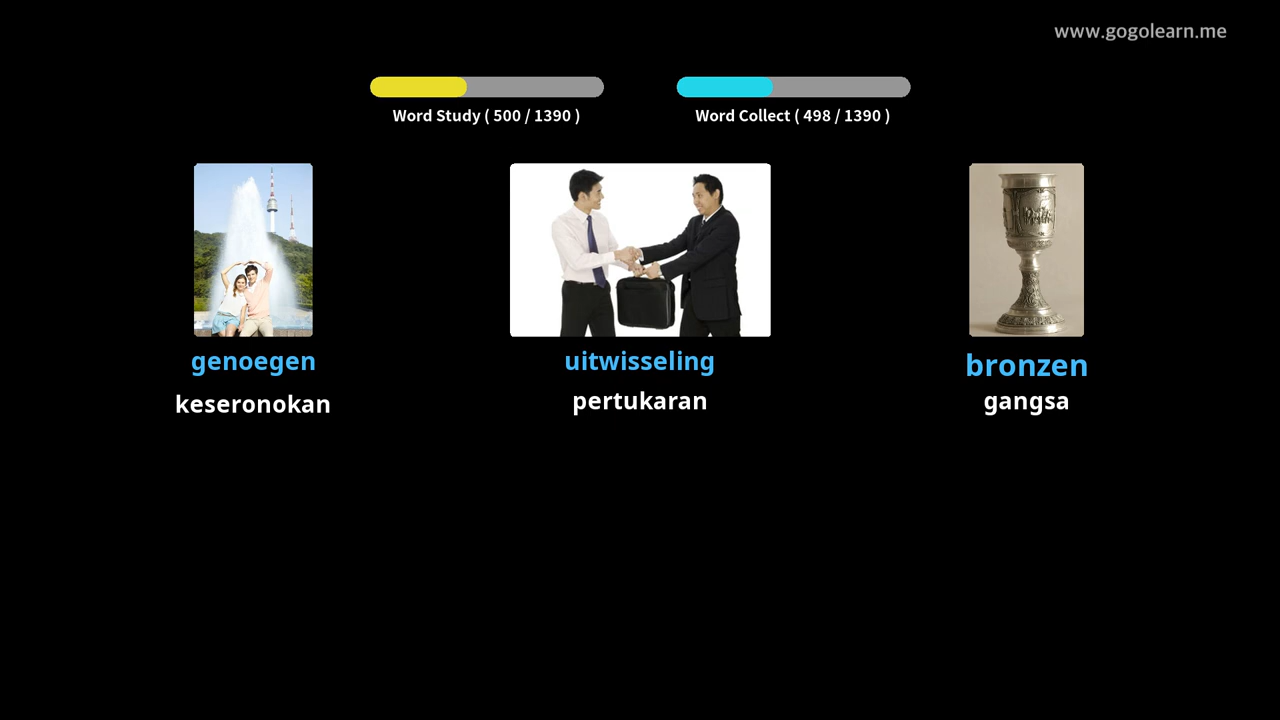 www.gogolearn.me
Word Study ( 500 / 1390 )
Word Collect ( 498 / 1390 )
genoegen
keseronokan
uitwisseling
pertukaran
bronzen
gangsa